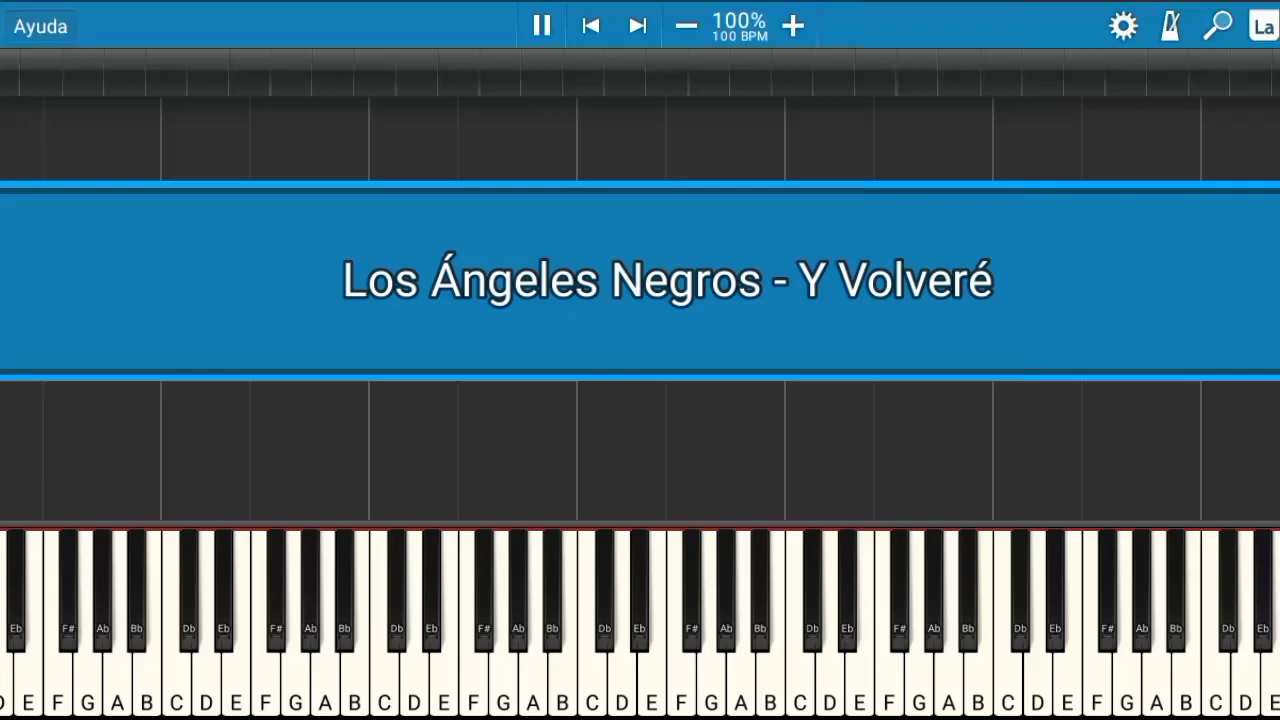 Ayuda
100%
100 BPM
La
Los Ángeles Negros - Y Volveré
Eb F# Ab Bb Db Eb F# Ab Bb Db Eb F# Ab Bb Db Eb F# Ab Bb Db Eb F# Ab Bb Db Eb F# Ab Bb Db Eb
D E F G A B C D E F G A B C D E F G A B C D E F G A B C D E F G A B C D E F G A B C D E